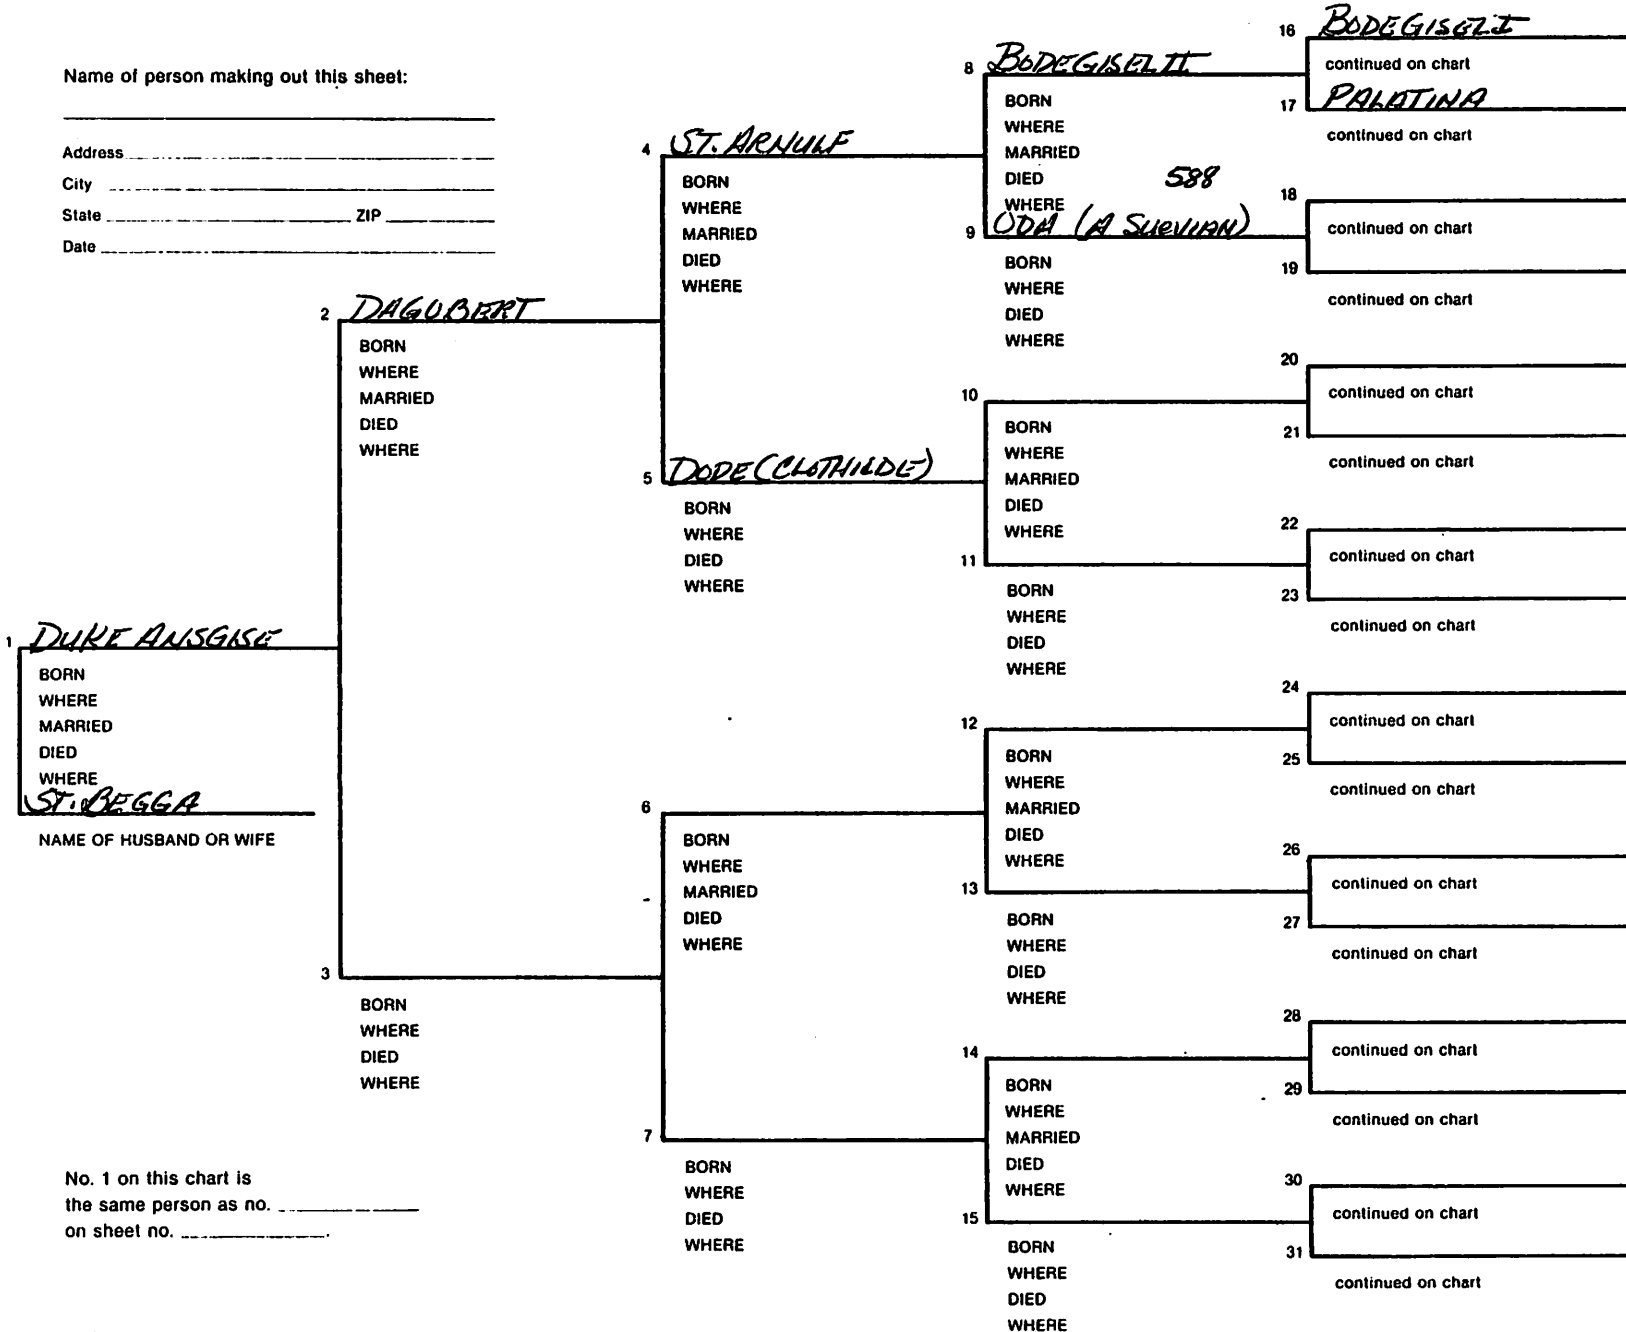 Name of person making out this sheet:
Address
City
State ZIP
Date
1 DUKE ANSGISE
BORN
WHERE
MARRIED
DIED
WHERE
ST. BEGGA
NAME OF HUSBAND OR WIFE
No. 1 on this chart is
the same person as no.
on sheet no. .
2 DAGUBERT
BORN
WHERE
MARRIED
DIED
WHERE
3
BORN
WHERE
DIED
WHERE
4 ST. ARNULF
BORN
WHERE
MARRIED
DIED
WHERE
5 DODE (CLOTHILDE)
BORN
WHERE
DIED
WHERE
6
BORN
WHERE
MARRIED
DIED
WHERE
7
BORN
WHERE
DIED
WHERE
8 BODEGISEL II
BORN
WHERE
MARRIED
DIED 588
WHERE
9 ODA (A SUEVIAN)
BORN
WHERE
DIED
WHERE
10
BORN
WHERE
MARRIED
DIED
WHERE
11
BORN
WHERE
DIED
WHERE
12
BORN
WHERE
MARRIED
DIED
WHERE
13
BORN
WHERE
DIED
WHERE
14
BORN
WHERE
MARRIED
DIED
WHERE
15
BORN
WHERE
DIED
WHERE
16 BODEGISEL I
continued on chart
17 PALATINA
continued on chart
18
continued on chart
19
continued on chart
20
continued on chart
21
continued on chart
22
continued on chart
23
continued on chart
24
continued on chart
25
continued on chart
26
continued on chart
27
continued on chart
28
continued on chart
29
continued on chart
30
continued on chart
31
continued on chart